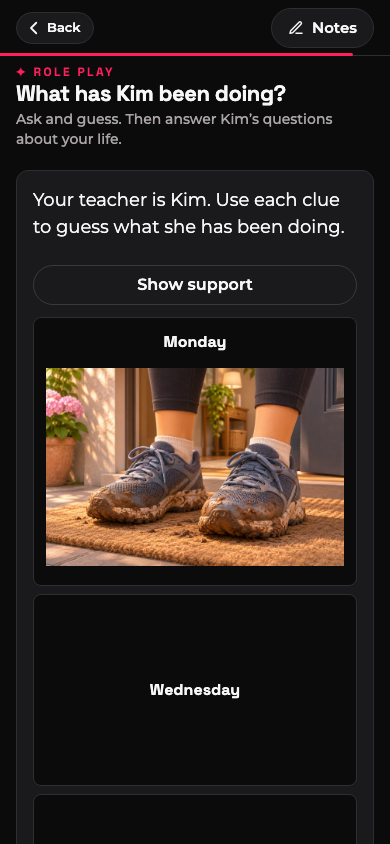 Back
Notes
ROLE PLAY
What has Kim been doing?
Ask and guess. Then answer Kim's questions
about your life.
Your teacher is Kim. Use each clue
to guess what she has been doing.
Show support
Monday
Wednesday